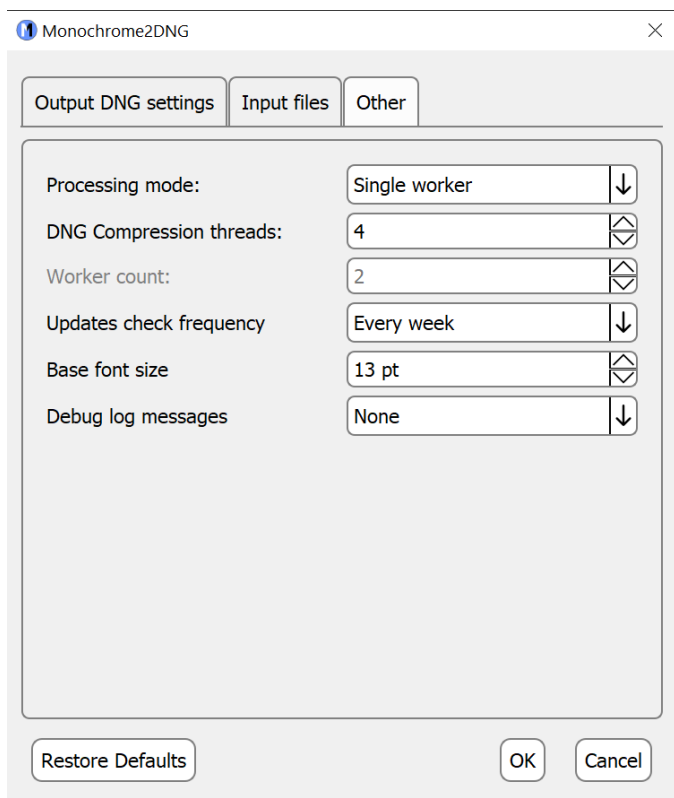 Monochrome2DNG
Output DNG settings Input files Other
Processing mode: Single worker
DNG Compression threads: 4
Worker count: 2
Updates check frequency Every week
Base font size 13 pt
Debug log messages None
Restore Defaults OK Cancel